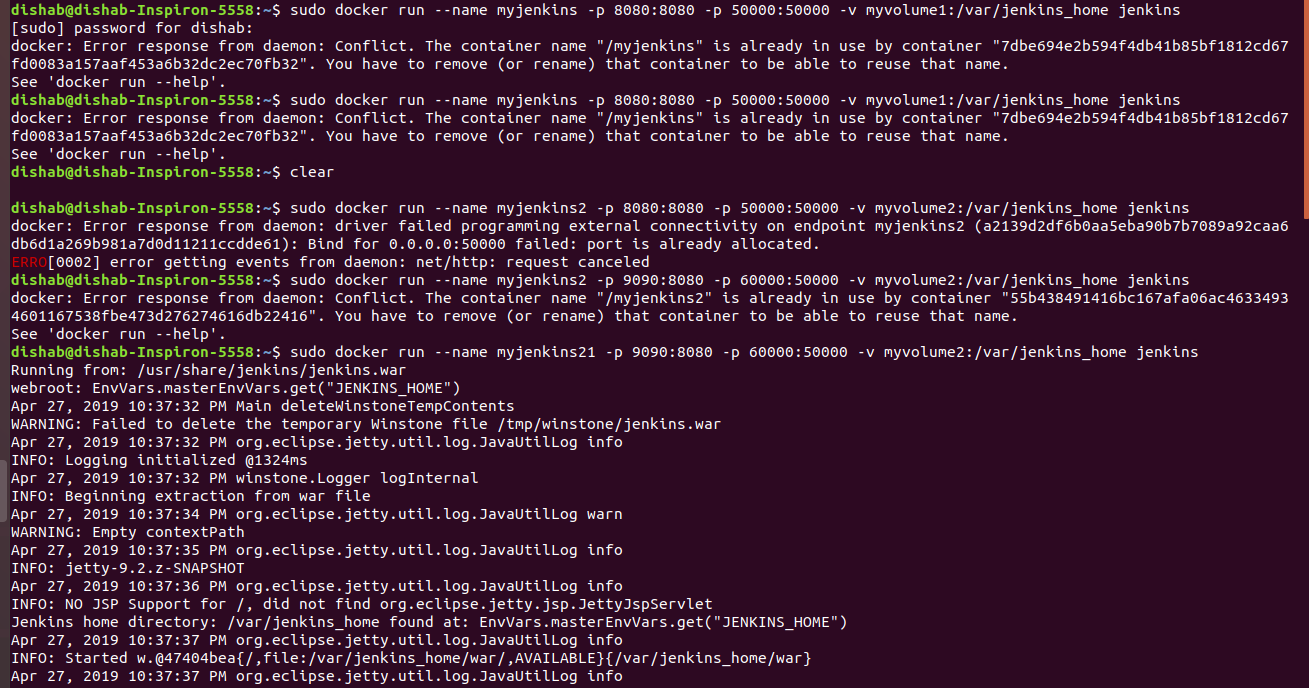 dishab@dishab-Inspiron-5558:~$ sudo docker run --name myjenkins -p 8080:8080 -p 50000:50000 -v myvolume1:/var/jenkins_home jenkins
[sudo] password for dishab:
docker: Error response from daemon: Conflict. The container name "/myjenkins" is already in use by container "7dbe694e2b594f4db41b85bf1812cd67
fd0083a157aaf453a6b32dc2ec70fb32". You have to remove (or rename) that container to be able to reuse that name.
See 'docker run --help'.
dishab@dishab-Inspiron-5558:~$ sudo docker run --name myjenkins -p 8080:8080 -p 50000:50000 -v myvolume1:/var/jenkins_home jenkins
docker: Error response from daemon: Conflict. The container name "/myjenkins" is already in use by container "7dbe694e2b594f4db41b85bf1812cd67
fd0083a157aaf453a6b32dc2ec70fb32". You have to remove (or rename) that container to be able to reuse that name.
See 'docker run --help'.
dishab@dishab-Inspiron-5558:~$ clear
dishab@dishab-Inspiron-5558:~$ sudo docker run --name myjenkins2 -p 8080:8080 -p 50000:50000 -v myvolume2:/var/jenkins_home jenkins
docker: Error response from daemon: driver failed programming external connectivity on endpoint myjenkins2 (a2139d2df6b0aa5eba90b7b7089a92caa6
db6d1a269b981a7d0d11211ccdde61): Bind for 0.0.0.0:50000 failed: port is already allocated.
ERRO[0002] error getting events from daemon: net/http: request canceled
dishab@dishab-Inspiron-5558:~$ sudo docker run --name myjenkins2 -p 9090:8080 -p 60000:50000 -v myvolume2:/var/jenkins_home jenkins
docker: Error response from daemon: Conflict. The container name "/myjenkins2" is already in use by container "55b438491416bc167afa06ac4633493
4601167538fbe473d276274616db22416". You have to remove (or rename) that container to be able to reuse that name.
See 'docker run --help'.
dishab@dishab-Inspiron-5558:~$ sudo docker run --name myjenkins21 -p 9090:8080 -p 60000:50000 -v myvolume2:/var/jenkins_home jenkins
Running from: /usr/share/jenkins/jenkins.war
webroot: EnvVars.masterEnvVars.get("JENKINS_HOME")
Apr 27, 2019 10:37:32 PM Main deleteWinstoneTempContents
WARNING: Failed to delete the temporary Winstone file /tmp/winstone/jenkins.war
Apr 27, 2019 10:37:32 PM org.eclipse.jetty.util.log.JavaUtilLog info
INFO: Logging initialized @1324ms
Apr 27, 2019 10:37:32 PM winstone.Logger logInternal
INFO: Beginning extraction from war file
Apr 27, 2019 10:37:34 PM org.eclipse.jetty.util.log.JavaUtilLog warn
WARNING: Empty contextPath
Apr 27, 2019 10:37:35 PM org.eclipse.jetty.util.log.JavaUtilLog info
INFO: jetty-9.2.z-SNAPSHOT
Apr 27, 2019 10:37:36 PM org.eclipse.jetty.util.log.JavaUtilLog info
INFO: NO JSP Support for /, did not find org.eclipse.jetty.jsp.JettyJspServlet
Jenkins home directory: /var/jenkins_home found at: EnvVars.masterEnvVars.get("JENKINS_HOME")
Apr 27, 2019 10:37:37 PM org.eclipse.jetty.util.log.JavaUtilLog info
INFO: Started w.@47404bea{/,file:/var/jenkins_home/war/,AVAILABLE}{/var/jenkins_home/war}
Apr 27, 2019 10:37:37 PM org.eclipse.jetty.util.log.JavaUtilLog info